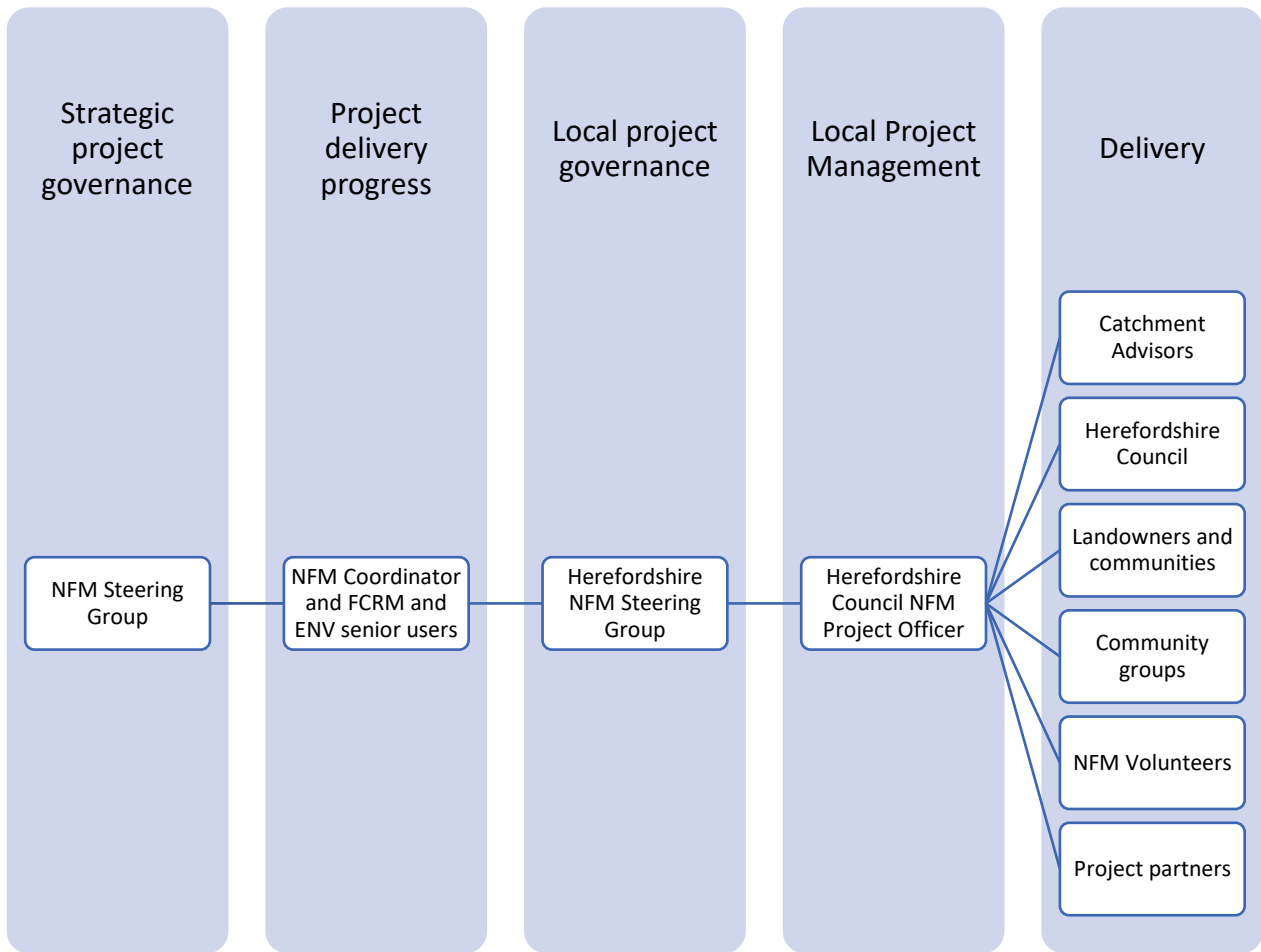 Strategic
project
governance
Project
delivery
progress
Local project
governance
Local Project
Management
Delivery
NFM Steering
Group
NFM Coordinator
and FCRM and
ENV senior users
Herefordshire
NFM Steering
Group
Herefordshire
Council NFM
Project Officer
Catchment
Advisors
Herefordshire
Council
Landowners and
communities
Community
groups
NFM Volunteers
Project partners